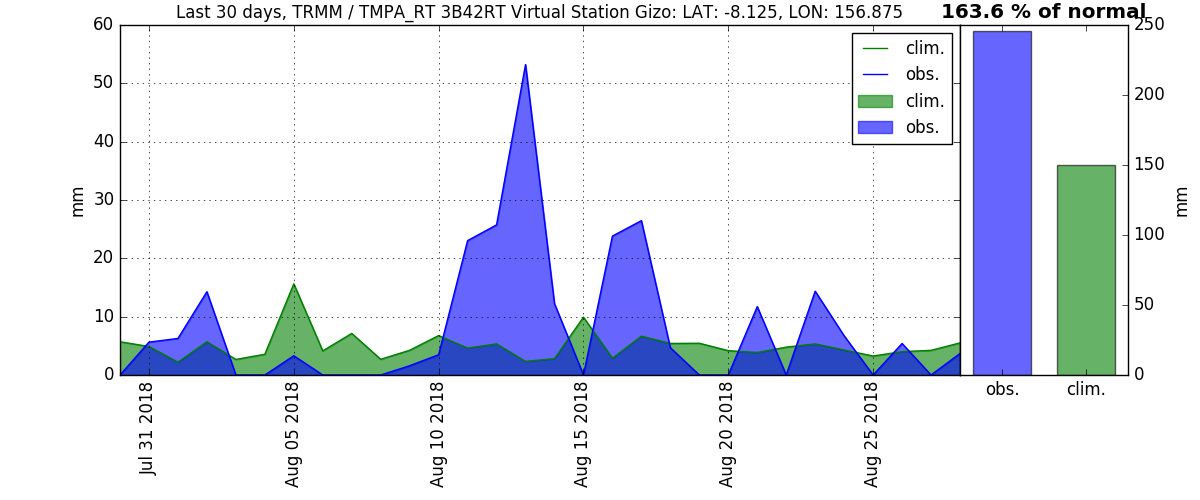 Last 30 days, TRMM / TMPA_RT 3B42RT Virtual Station Gizo: LAT: -8.125, LON: 156.875
163.6 % of normal
60
50
40
30
20
10
0
mm
clim.
obs.
clim.
obs.
250
200
150
100
50
0
mm
Jul 31 2018
Aug 05 2018
Aug 10 2018
Aug 15 2018
Aug 20 2018
Aug 25 2018
obs.
clim.